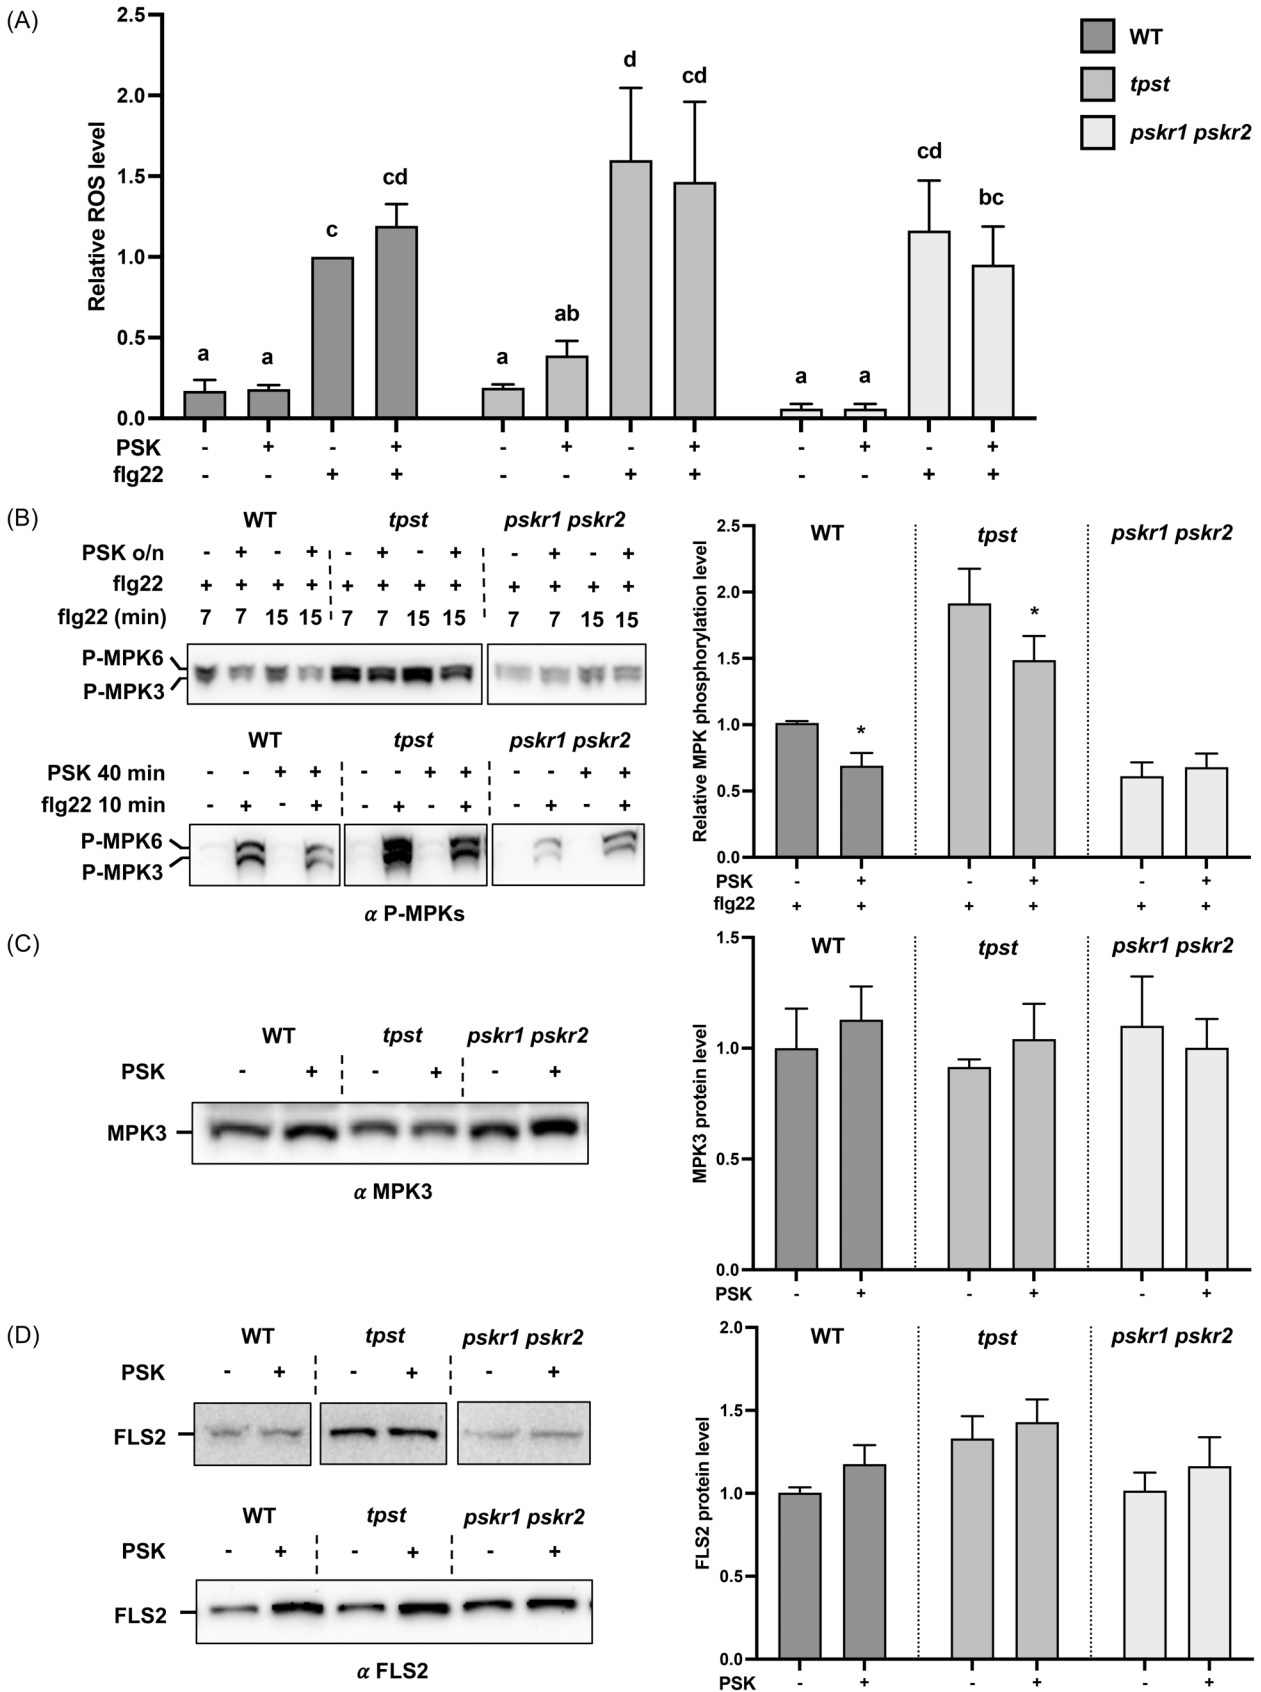 (A)
2.5
2.0
1.5
1.0
0.5
0.0
Relative ROS level
a a c cd a ab d cd a a cd bc
PSK - + - + - + - + - + - +
flg22 - - + + - - + + - - + +
WT
tpst
pskr1 pskr2
(B)
WT tpst pskr1 pskr2
PSK o/n - + - + - + - + - + - +
flg22 + + + + + + + + + + + +
flg22 (min) 7 7 15 15 7 7 15 15 7 7 15 15
P-MPK6
P-MPK3
WT tpst pskr1 pskr2
PSK 40 min - - + + - - + + - - + +
flg22 10 min - + - + - + - + - + - +
P-MPK6
P-MPK3
α P-MPKs
2.5
2.0
1.5
1.0
0.5
0.0
Relative MPK phosphorylation level
WT tpst pskr1 pskr2
* *
PSK - + - + - +
flg22 + + + + + +
(C)
WT tpst pskr1 pskr2
PSK - + - + - +
MPK3
α MPK3
1.5
1.0
0.5
0.0
MPK3 protein level
WT tpst pskr1 pskr2
PSK - + - + - +
(D)
WT tpst pskr1 pskr2
PSK - + - + - +
FLS2
WT tpst pskr1 pskr2
PSK - + - + - +
FLS2
α FLS2
2.0
1.5
1.0
0.5
0.0
FLS2 protein level
WT tpst pskr1 pskr2
PSK - + - + - +